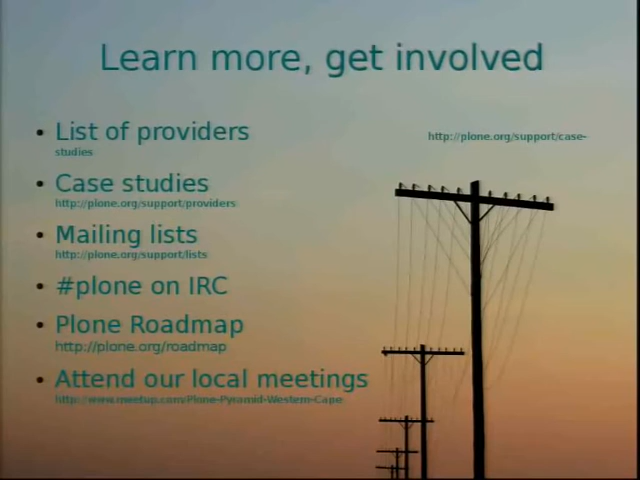 Learn more, get involved
• List of providers http://plone.org/support/case-
studies
• Case studies
http://plone.org/support/providers
• Mailing lists
http://plone.org/support/lists
• #plone on IRC
• Plone Roadmap
http://plone.org/roadmap
• Attend our local meetings
http://www.meetup.com/Plone-Pyramid-Western-Cape